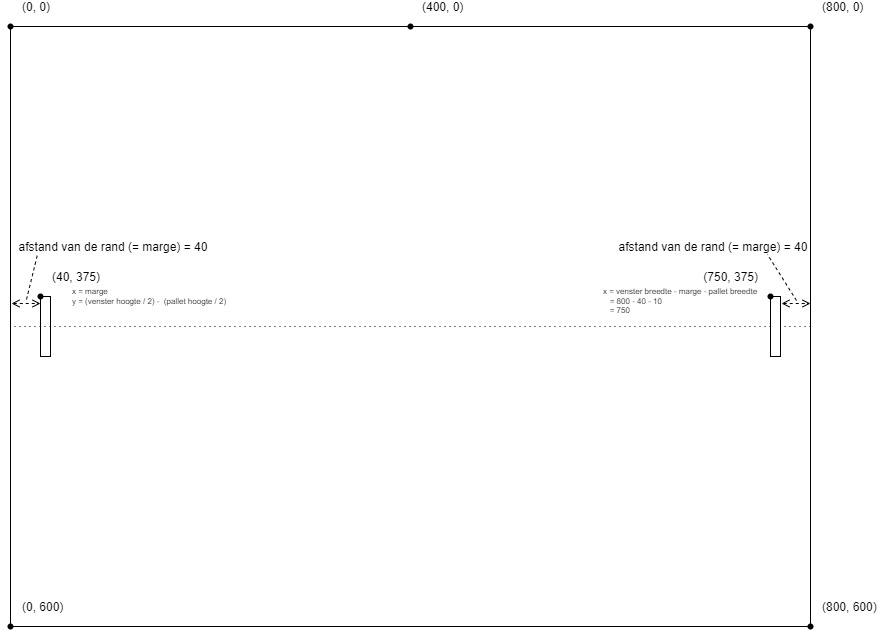 (0, 0)
(400, 0)
(800, 0)
afstand van de rand (= marge) = 40
afstand van de rand (= marge) = 40
(40, 375)
x = marge
y = (venster hoogte / 2) - (pallet hoogte / 2)
(750, 375)
x = venster breedte - marge - pallet breedte
= 800 - 40 - 10
= 750
(0, 600)
(800, 600)